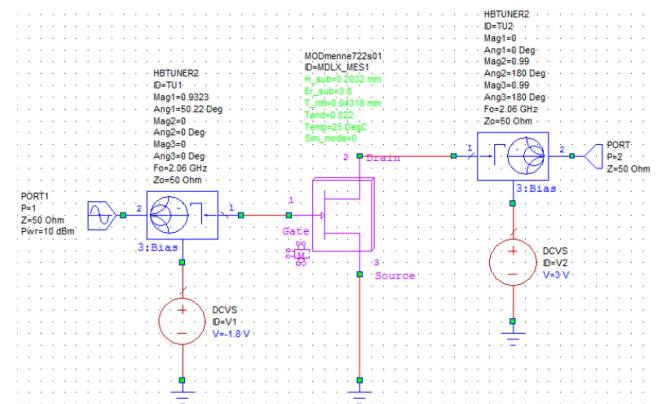 HBTUNER2
ID=TU2
Mag1=0
Ang1=0 Deg
Mag2=0.99
Ang2=180 Deg
Mag3=0.99
Ang3=180 Deg
Fo=2.06 GHz
Zo=50 Ohm
MODmenne722s01
ID=MDLX_MES1
H_sub=0.2032 mm
Er_sub=3.8
T_mtl=0.04318 mm
Tand=0.022
Temp=25 DegC
Sim_mode=0
HBTUNER2
ID=TU1
Mag1=0.9323
Ang1=50.22 Deg
Mag2=0
Ang2=0 Deg
Mag3=0
Ang3=0 Deg
Fo=2.06 GHz
Zo=50 Ohm
2 Drain
1
2
PORT
P=2
Z=50 Ohm
3:Bias
PORT1
P=1
Z=50 Ohm
Pwr=10 dBm
2
1
3:Bias
1
Gate
M
3
Source
DCVS
ID=V2
V=3 V
DCVS
ID=V1
V=-1.8 V